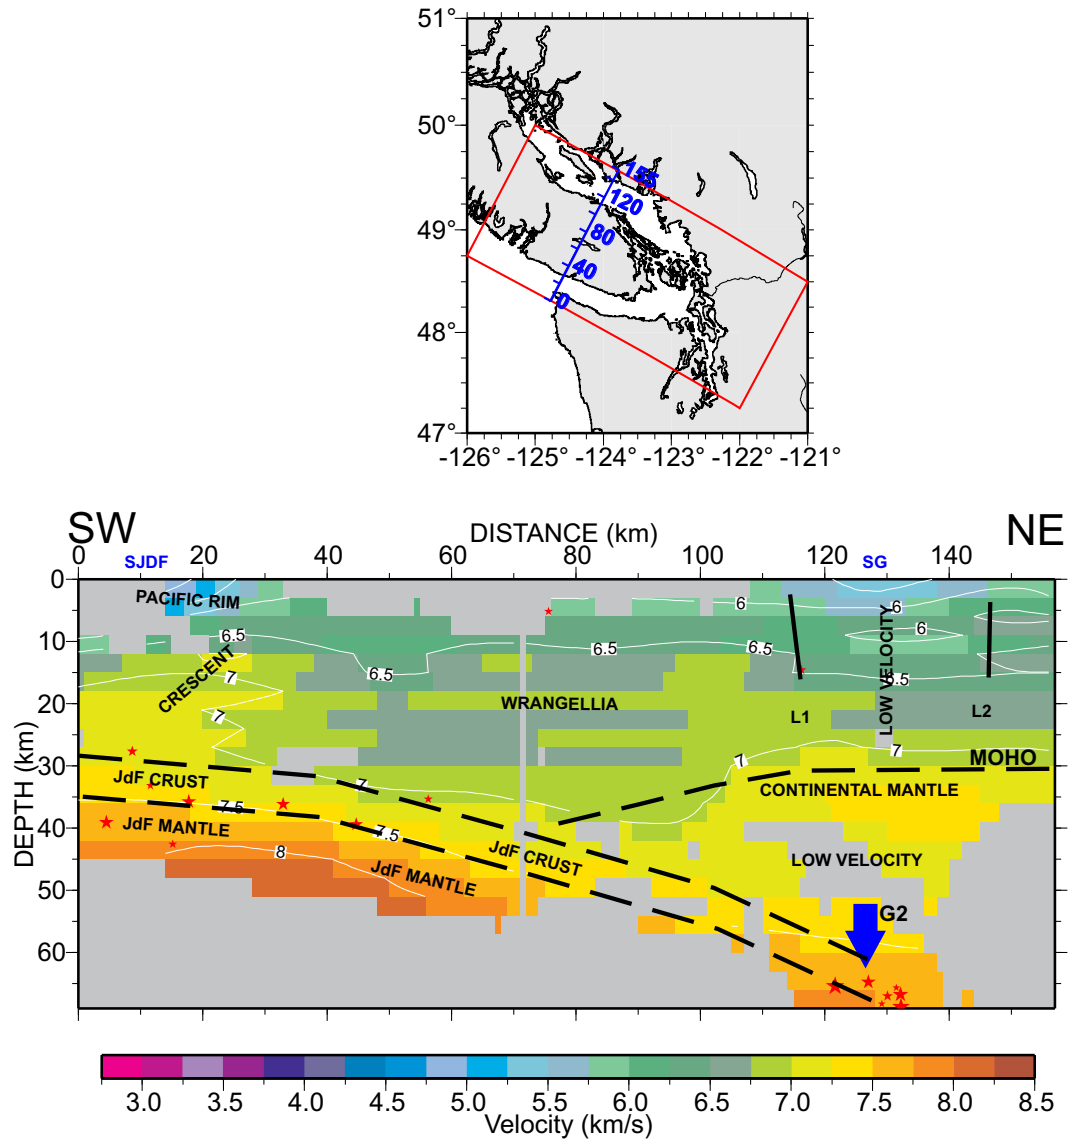 51°
50°
49°
48°
47°
-126° -125° -124° -123° -122° -121°
155
120
80
40
0
SW
DISTANCE (km)
NE
0 20 40 60 80 100 120 140
SJDF
SG
DEPTH (km)
0
10
20
30
40
50
60
PACIFIC RIM
CRESCENT
WRANGELLIA
LOW VELOCITY
L1
L2
MOHO
CONTINENTAL MANTLE
LOW VELOCITY
JdF CRUST
JdF MANTLE
JdF CRUST
JdF MANTLE
G2
6
6
6
6.5
6.5
6.5
6.5
6.5
7
7
7
7
7
7.5
7.5
8
3.0 3.5 4.0 4.5 5.0 5.5 6.0 6.5 7.0 7.5 8.0 8.5
Velocity (km/s)